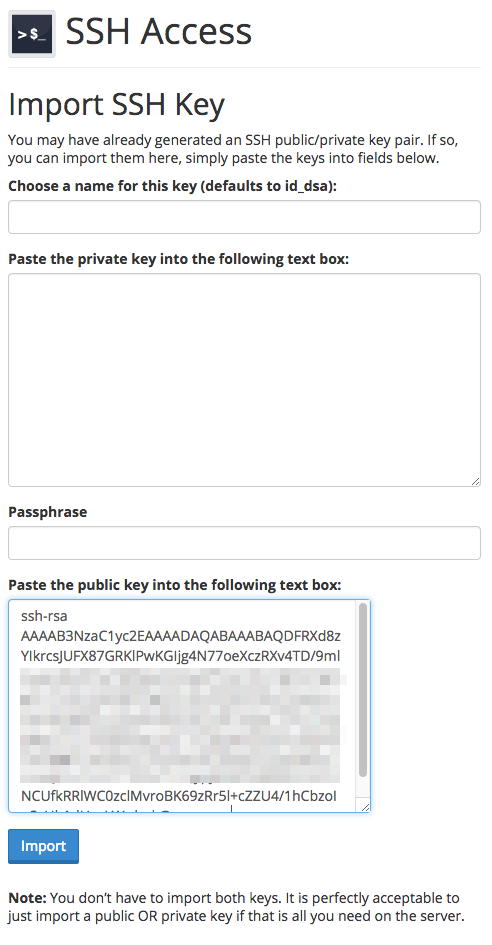 >$_ SSH Access
Import SSH Key
You may have already generated an SSH public/private key pair. If so,
you can import them here, simply paste the keys into fields below.
Choose a name for this key (defaults to id_dsa):
Paste the private key into the following text box:
Passphrase
Paste the public key into the following text box:
ssh-rsa
AAAAB3NzaC1yc2EAAAADAQABAAABAQDFRXd8z
YIkrcsJUFX87GRKlPwKGIjg4N77oeXczRXv4TD/9ml
NCUfkRRlWC0zclMvroBK69zRr5l+cZZU4/1hCbzoI
Import
Note: You don’t have to import both keys. It is perfectly acceptable to
just import a public OR private key if that is all you need on the server.